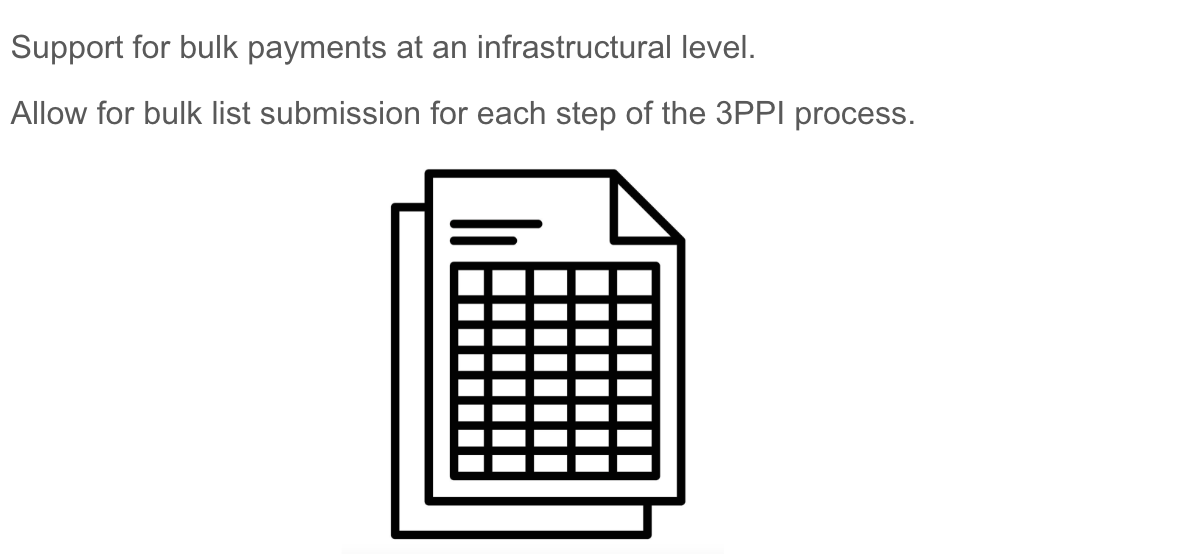 Support for bulk payments at an infrastructural level.
Allow for bulk list submission for each step of the 3PPI process.